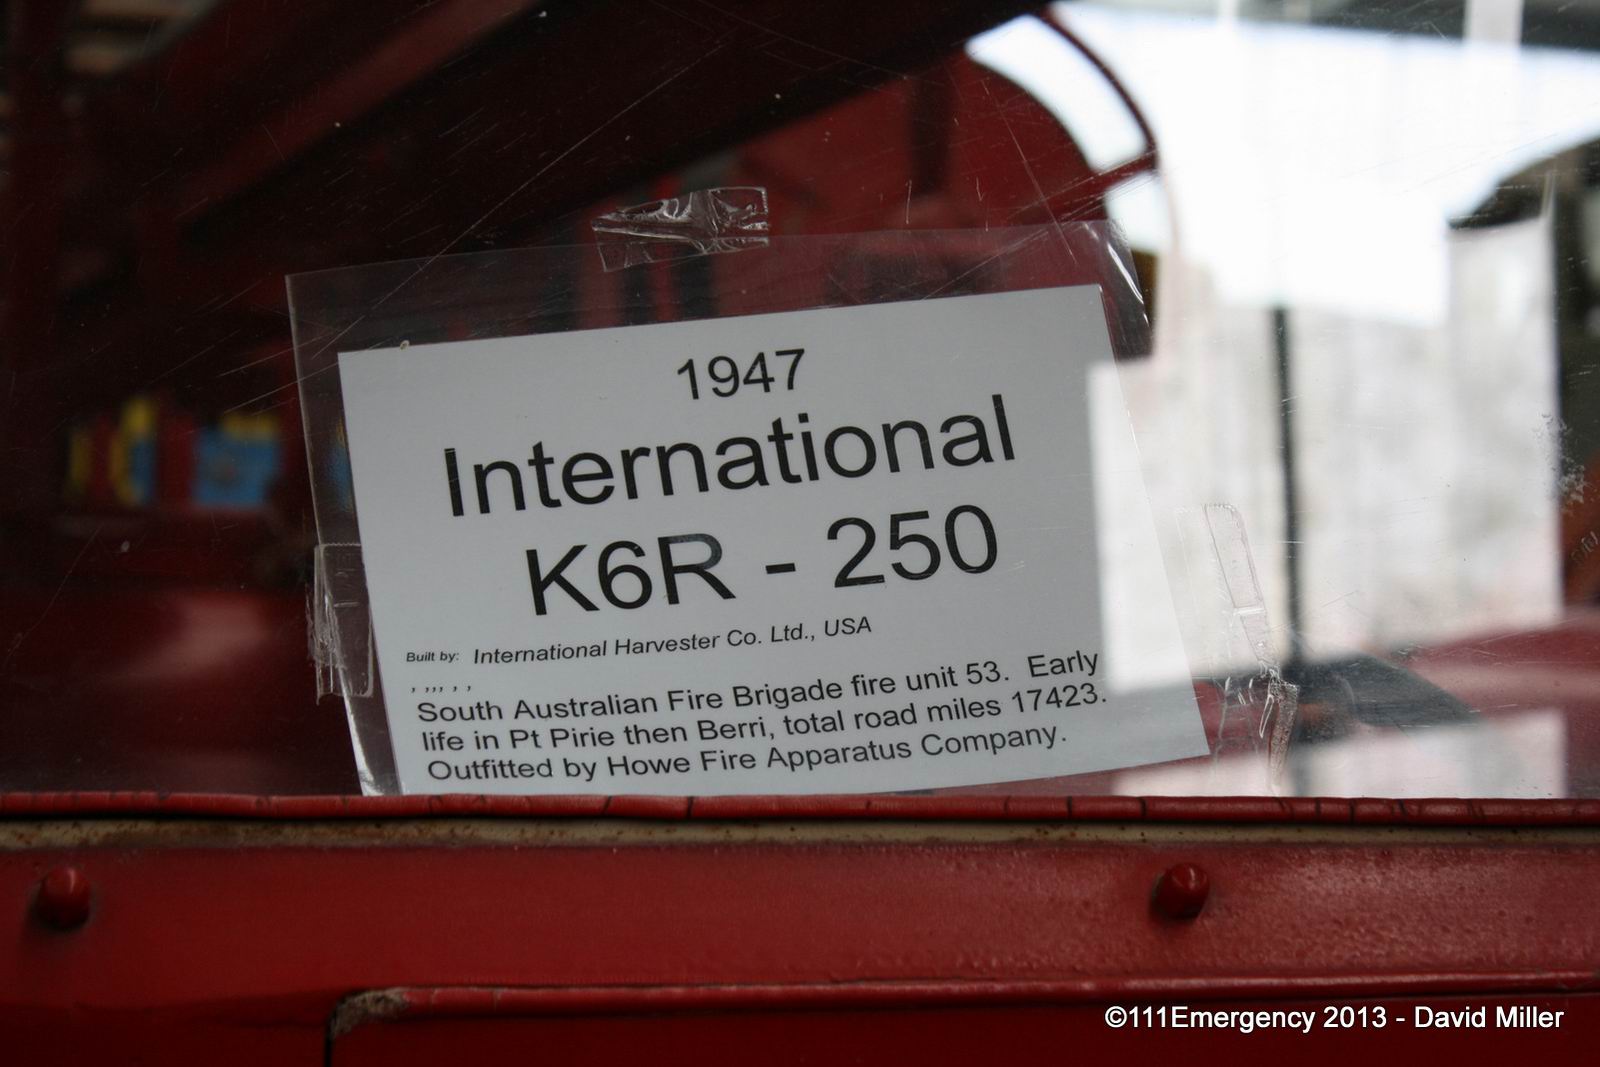 1947
International
K6R - 250
Built by: International Harvester Co. Ltd., USA
, ,,, , ,
South Australian Fire Brigade fire unit 53. Early
life in Pt Pirie then Berri, total road miles 17423.
Outfitted by Howe Fire Apparatus Company.
©111Emergency 2013 - David Miller